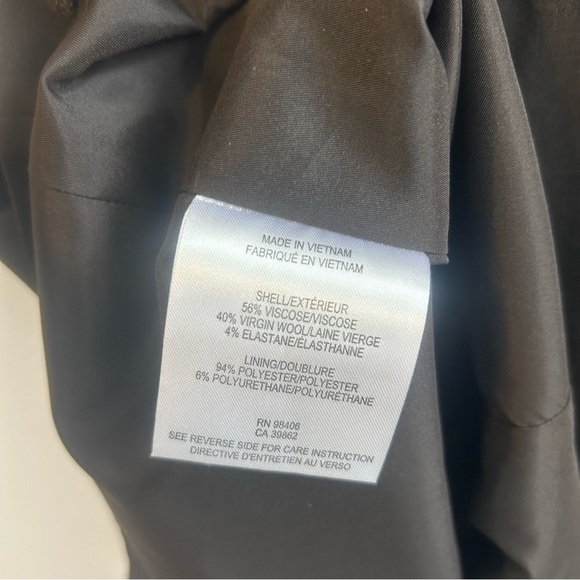 MADE IN VIETNAM
FABRIQUÉ EN VIETNAM
SHELL/EXTÉRIEUR
56% VISCOSE/VISCOSE
40% VIRGIN WOOL/LAINE VIERGE
4% ELASTANE/ÉLASTHANNE
LINING/DOUBLURE
94% POLYESTER/POLYESTER
6% POLYURETHANE/POLYURÉTHANE
RN 98406
CA 39862
SEE REVERSE SIDE FOR CARE INSTRUCTION
DIRECTIVE D'ENTRETIEN AU VERSO